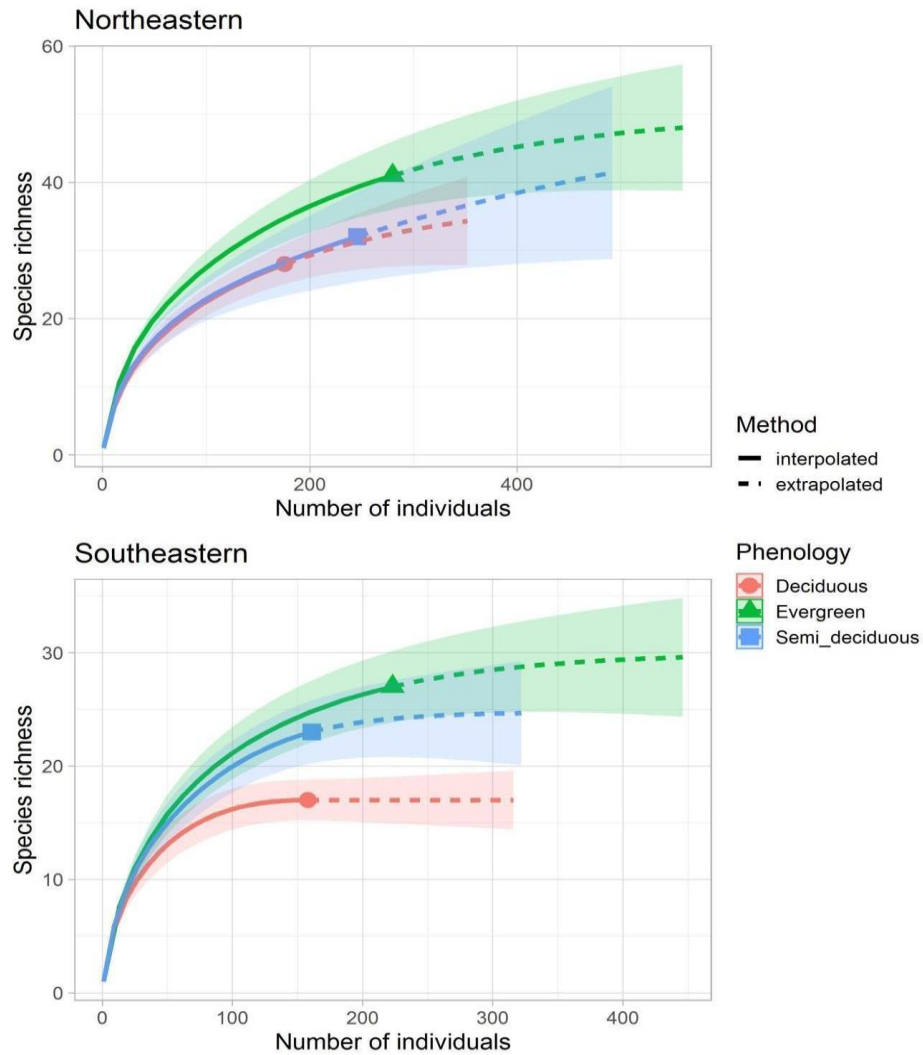 Northeastern
60
40
20
0
Species richness
0 200 400
Number of individuals
Method
interpolated
extrapolated
Southeastern
30
20
10
0
Species richness
0 100 200 300 400
Number of individuals
Phenology
Deciduous
Evergreen
Semi_deciduous